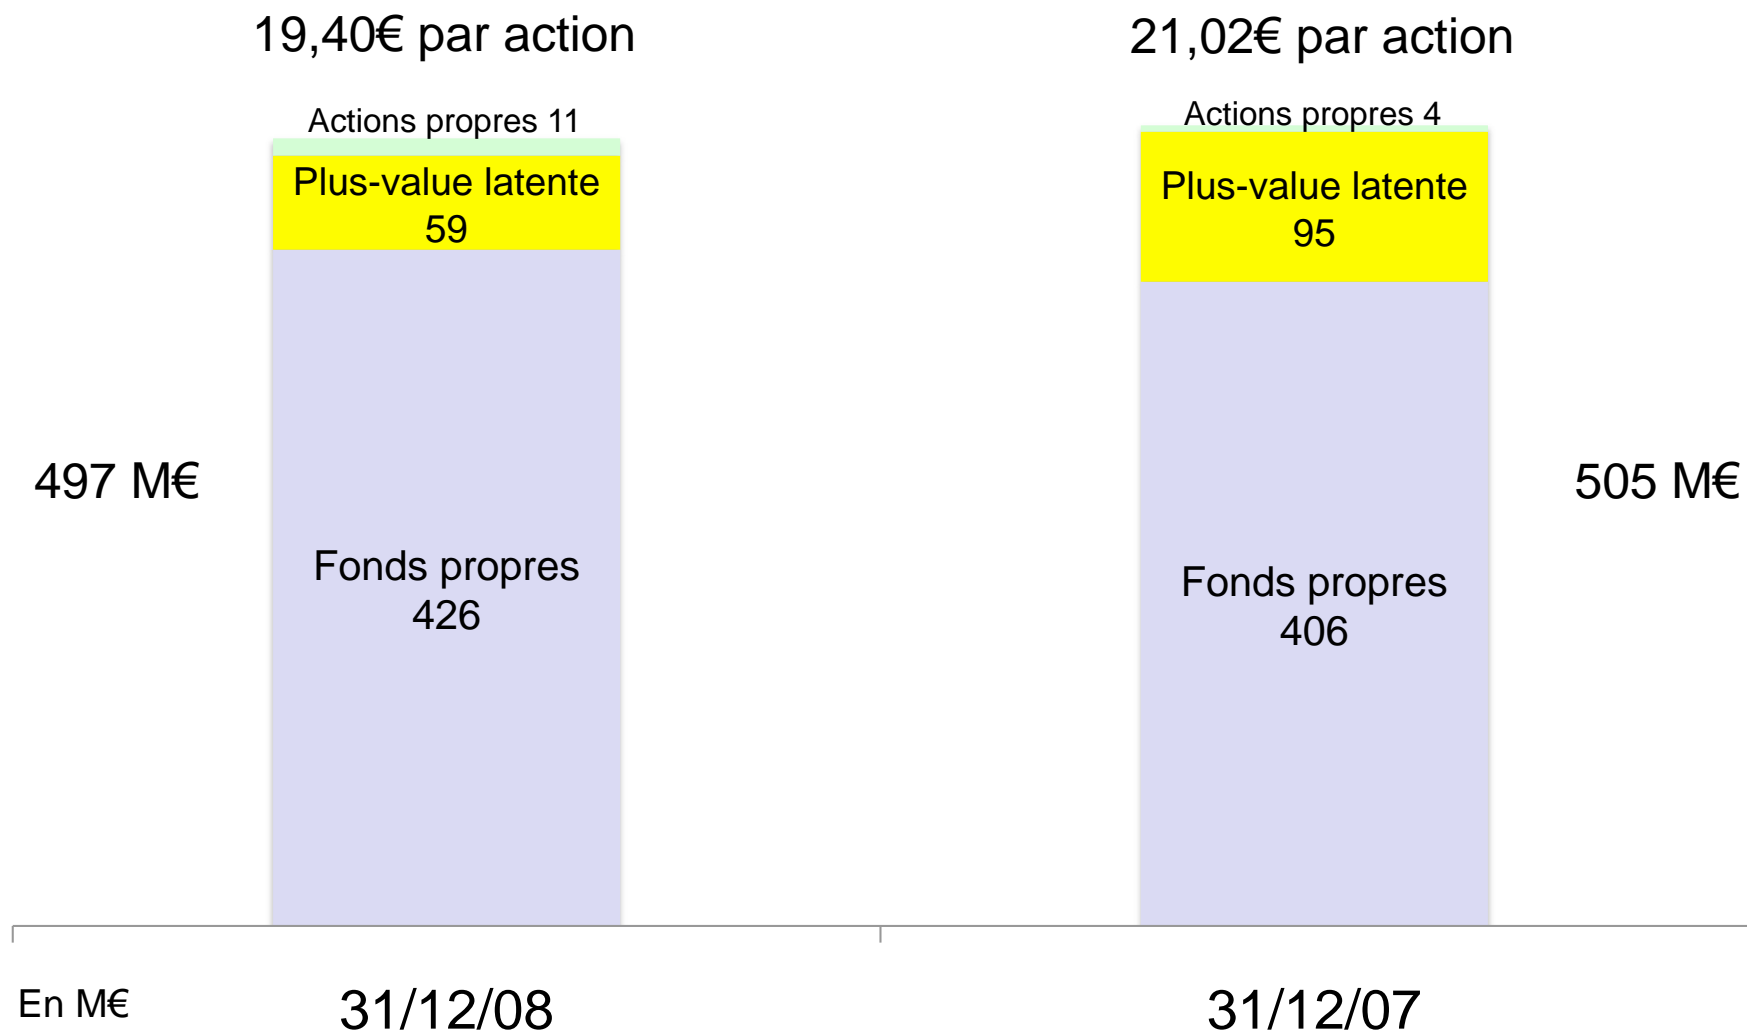 19,40€ par action
21,02€ par action
Actions propres 11
Actions propres 4
Plus-value latente
59
Plus-value latente
95
497 M€
505 M€
Fonds propres
426
Fonds propres
406
En M€
31/12/08
31/12/07